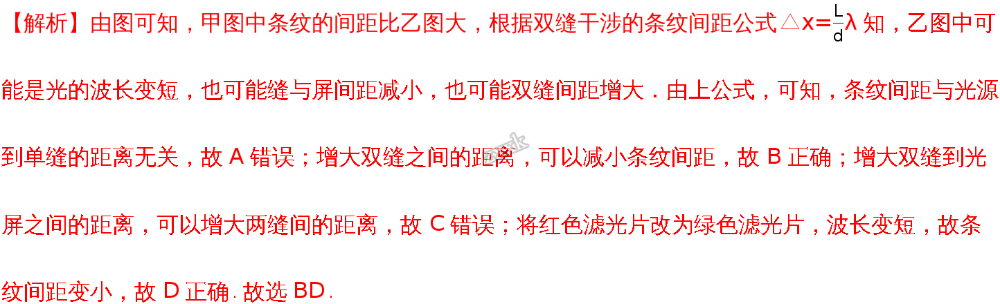 【解析】由图可知，甲图中条纹的间距比乙图大，根据双缝干涉的条纹间距公式△x=L/dλ 知，乙图中可
能是光的波长变短，也可能缝与屏间距减小，也可能双缝间距增大．由上公式，可知，条纹间距与光源
到单缝的距离无关，故 A 错误；增大双缝之间的距离，可以减小条纹间距，故 B 正确；增大双缝到光
屏之间的距离，可以增大两缝间的距离，故 C 错误；将红色滤光片改为绿色滤光片，波长变短，故条
纹间距变小，故 D 正确．故选 BD．